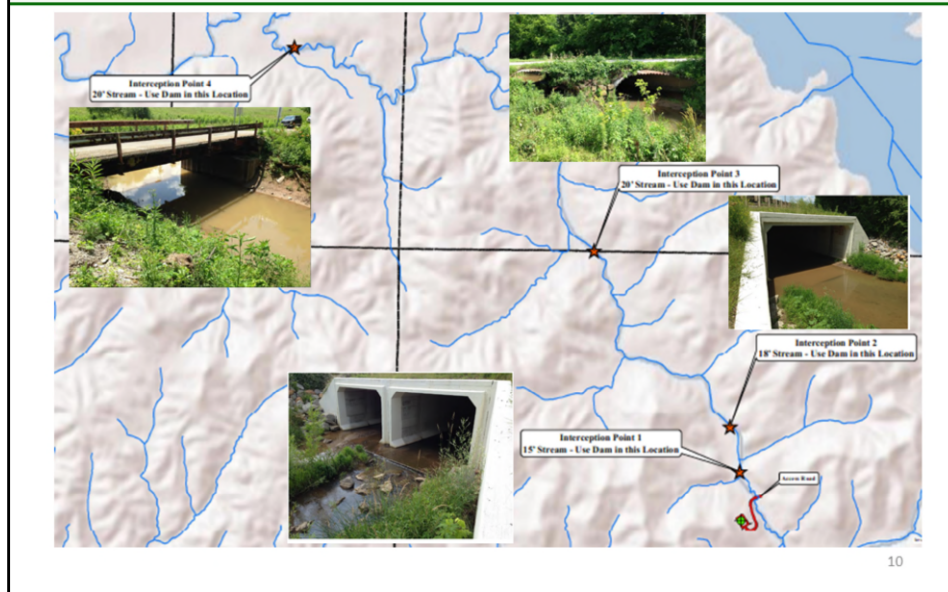 Interception Point 4
20' Stream - Use Dam in this Location
Interception Point 3
20' Stream - Use Dam in this Location
Interception Point 2
18' Stream - Use Dam in this Location
Interception Point 1
15' Stream - Use Dam in this Location
Access Road
10